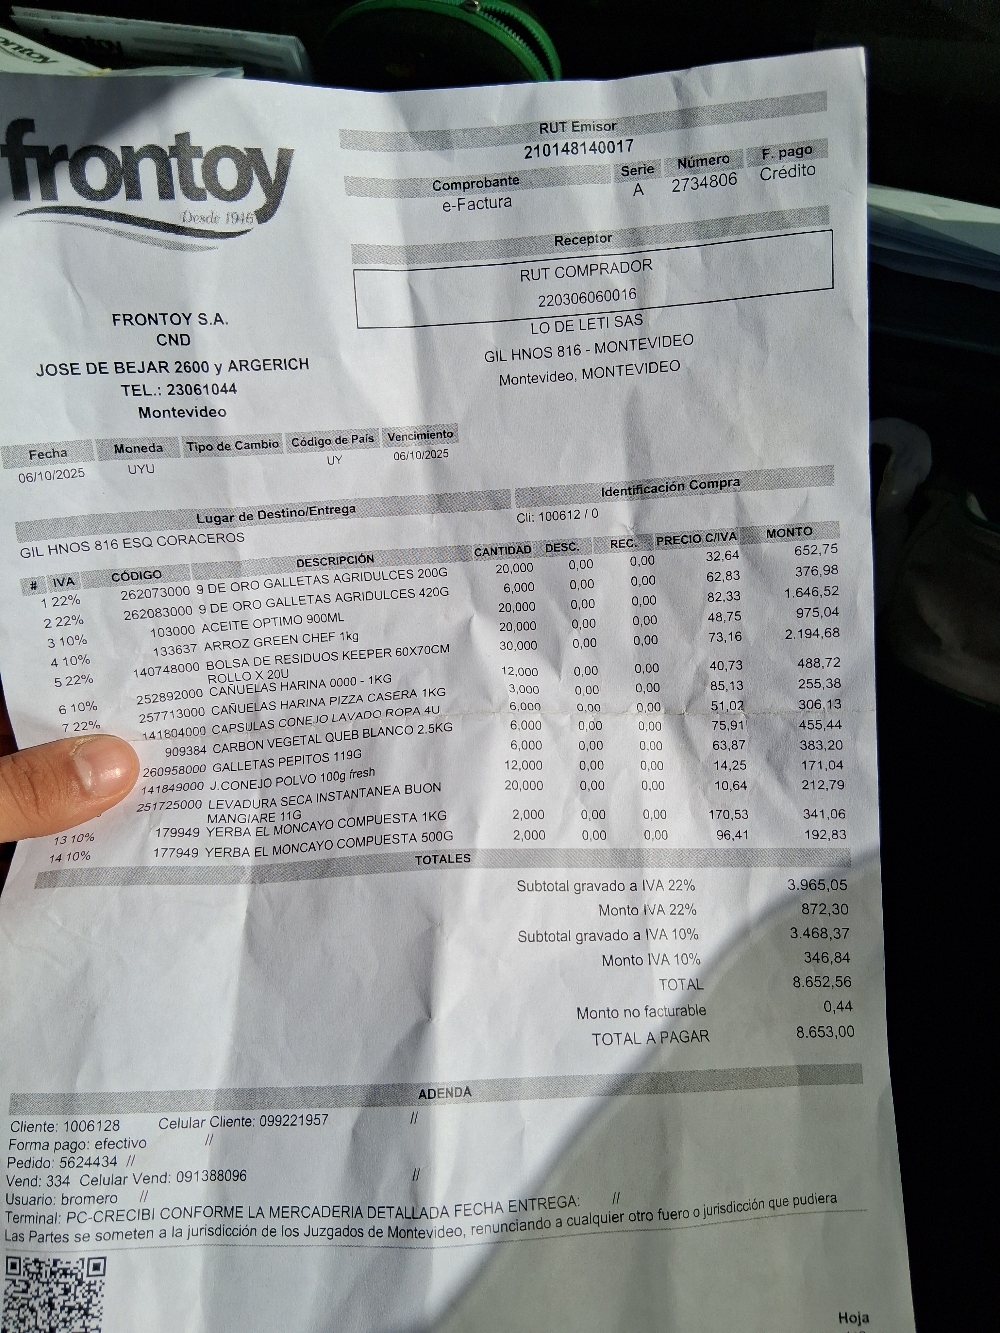 frontoy
Desde 1946
RUT Emisor
210148140017
Comprobante Serie Número F. pago
e-Factura A 2734806 Crédito
Receptor
RUT COMPRADOR
220306060016
LO DE LETI SAS
GIL HNOS 816 - MONTEVIDEO
Montevideo, MONTEVIDEO
FRONTOY S.A.
CND
JOSE DE BEJAR 2600 y ARGERICH
TEL.: 23061044
Montevideo
Fecha Moneda Tipo de Cambio Código de País Vencimiento
06/10/2025 UYU UY 06/10/2025
Lugar de Destino/Entrega Identificación Compra
GIL HNOS 816 ESQ CORACEROS Cli: 100612 / 0
# IVA CÓDIGO DESCRIPCIÓN CANTIDAD DESC. REC. PRECIO C/IVA MONTO
1 22% 262073000 9 DE ORO GALLETAS AGRIDULCES 200G 20,000 0,00 0,00 32,64 652,75
2 22% 262083000 9 DE ORO GALLETAS AGRIDULCES 420G 6,000 0,00 0,00 62,83 376,98
3 10% 103000 ACEITE OPTIMO 900ML 20,000 0,00 0,00 82,33 1.646,52
4 10% 133637 ARROZ GREEN CHEF 1kg 20,000 0,00 0,00 48,75 975,04
5 22% 140748000 BOLSA DE RESIDUOS KEEPER 60X70CM 30,000 0,00 0,00 73,16 2.194,68
ROLLO X 20U
6 10% 252892000 CAÑUELAS HARINA 0000 - 1KG 12,000 0,00 0,00 40,73 488,72
7 22% 257713000 CAÑUELAS HARINA PIZZA CASERA 1KG 3,000 0,00 0,00 85,13 255,38
141804000 CAPSULAS CONEJO LAVADO ROPA 4U 6,000 0,00 0,00 51,02 306,13
909384 CARBON VEGETAL QUEB BLANCO 2.5KG 6,000 0,00 0,00 75,91 455,44
260958000 GALLETAS PEPITOS 119G 6,000 0,00 0,00 63,87 383,20
141849000 J.CONEJO POLVO 100g fresh 12,000 0,00 0,00 14,25 171,04
251725000 LEVADURA SECA INSTANTANEA BUON 20,000 0,00 0,00 10,64 212,79
MANGIARE 11G
13 10% 179949 YERBA EL MONCAYO COMPUESTA 1KG 2,000 0,00 0,00 170,53 341,06
14 10% 177949 YERBA EL MONCAYO COMPUESTA 500G 2,000 0,00 0,00 96,41 192,83
TOTALES
Subtotal gravado a IVA 22% 3.965,05
Monto IVA 22% 872,30
Subtotal gravado a IVA 10% 3.468,37
Monto IVA 10% 346,84
TOTAL 8.652,56
Monto no facturable 0,44
TOTAL A PAGAR 8.653,00
ADENDA
Cliente: 1006128 Celular Cliente: 099221957 //
Forma pago: efectivo //
Pedido: 5624434 //
Vend: 334 Celular Vend: 091388096 //
Usuario: bromero //
Terminal: PC-CRECIBI CONFORME LA MERCADERIA DETALLADA FECHA ENTREGA: //
Las Partes se someten a la jurisdicción de los Juzgados de Montevideo, renunciando a cualquier otro fuero o jurisdicción que pudiera
Hoja